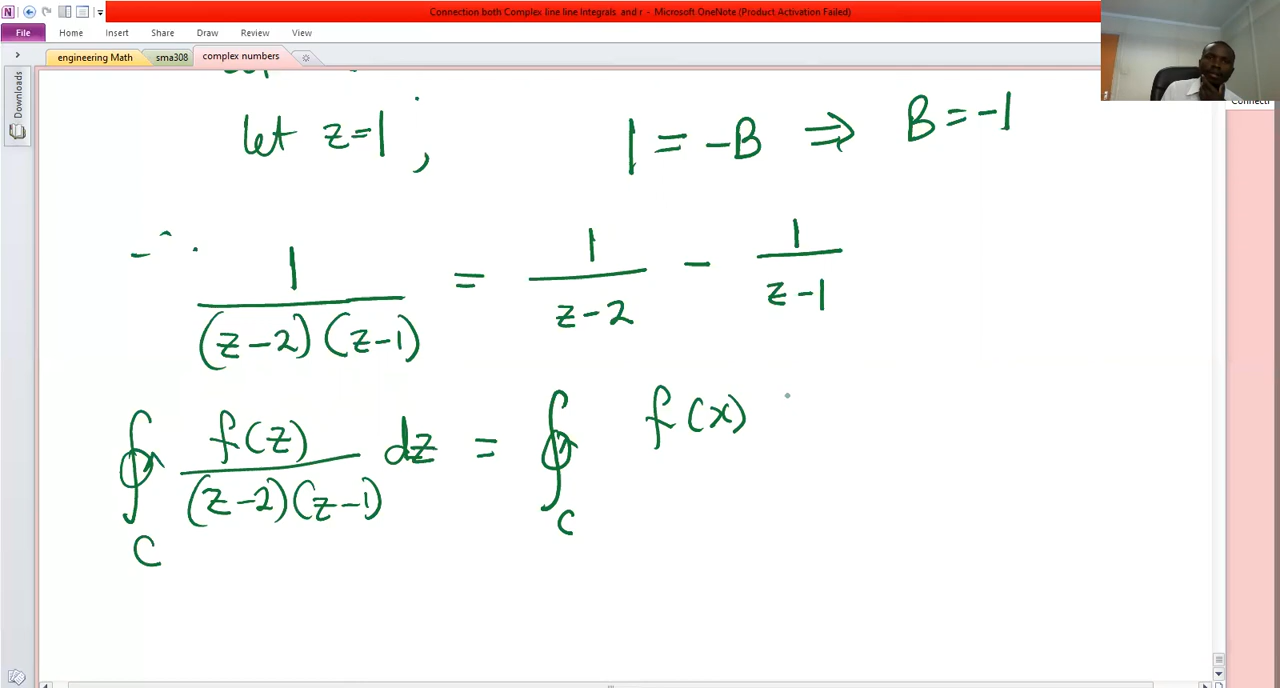 Connection both Complex line line Integrals and r - Microsoft OneNote (Product Activation Failed)
File Home Insert Share Draw Review View
engineering Math sma308 complex numbers
Downloads
let z=1, 1 = -B ⇒ B = -1
1/((z-2)(z-1)) = 1/(z-2) - 1/(z-1)
∮_C f(z)/((z-2)(z-1)) dz = ∮_C f(x)